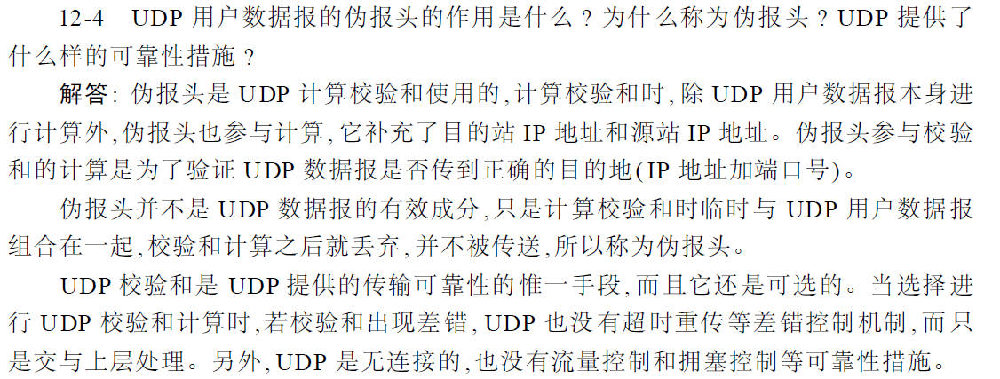 12-4 UDP 用户数据报的伪报头的作用是什么?为什么称为伪报头?UDP 提供了
什么样的可靠性措施?
解答:伪报头是 UDP 计算校验和使用的,计算校验和时,除 UDP 用户数据报本身进
行计算外,伪报头也参与计算,它补充了目的站 IP 地址和源站 IP 地址。伪报头参与校验
和的计算是为了验证 UDP 数据报是否传到正确的目的地(IP 地址加端口号)。
伪报头并不是 UDP 数据报的有效成分,只是计算校验和时临时与 UDP 用户数据报
组合在一起,校验和计算之后就丢弃,并不被传送,所以称为伪报头。
UDP 校验和是 UDP 提供的传输可靠性的惟一手段,而且它还是可选的。当选择进
行 UDP 校验和计算时,若校验和出现差错,UDP 也没有超时重传等差错控制机制,而只
是交与上层处理。另外,UDP 是无连接的,也没有流量控制和拥塞控制等可靠性措施。